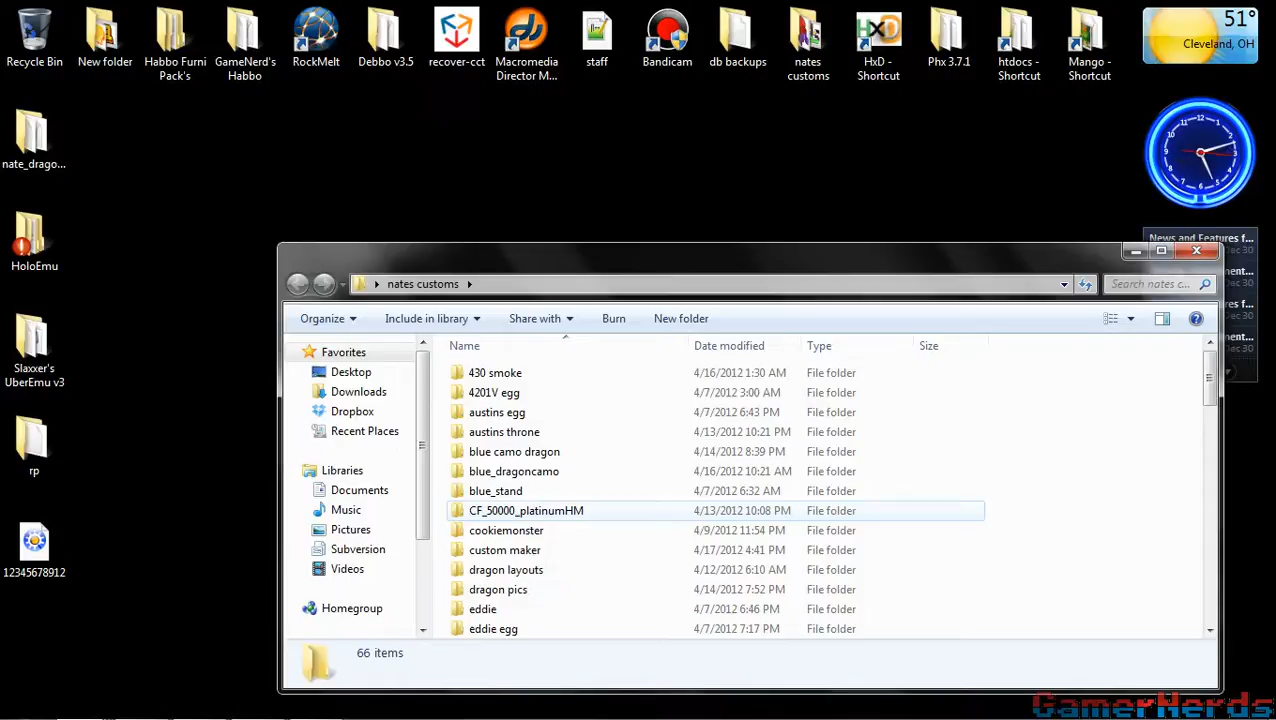 Recycle Bin
New folder
Habbo Furni
Pack's
GameNerd's
Habbo
RockMelt
Debbo v3.5
recover-cct
Macromedia
Director M...
staff
Bandicam
db backups
nates
customs
HxD -
Shortcut
Phx 3.7.1
htdocs -
Shortcut
Mango -
Shortcut
51°
Cleveland, OH
nate_drago...
HoloEmu
Slaxxer's
UberEmu v3
rp
12345678912
News and Features f...
nates customs
Search nates c...
Organize
Include in library
Share with
Burn
New folder
Favorites
Desktop
Downloads
Dropbox
Recent Places
Libraries
Documents
Music
Pictures
Subversion
Videos
Homegroup
Name Date modified Type Size
430 smoke 4/16/2012 1:30 AM File folder
4201V egg 4/7/2012 3:00 AM File folder
austins egg 4/7/2012 6:43 PM File folder
austins throne 4/13/2012 10:21 PM File folder
blue camo dragon 4/14/2012 8:39 PM File folder
blue_dragoncamo 4/16/2012 10:21 AM File folder
blue_stand 4/7/2012 6:32 AM File folder
CF_50000_platinumHM 4/13/2012 10:08 PM File folder
cookiemonster 4/9/2012 11:54 PM File folder
custom maker 4/17/2012 4:41 PM File folder
dragon layouts 4/12/2012 6:10 AM File folder
dragon pics 4/14/2012 7:52 PM File folder
eddie 4/7/2012 6:46 PM File folder
eddie egg 4/7/2012 7:17 PM File folder
66 items
GamerNerds